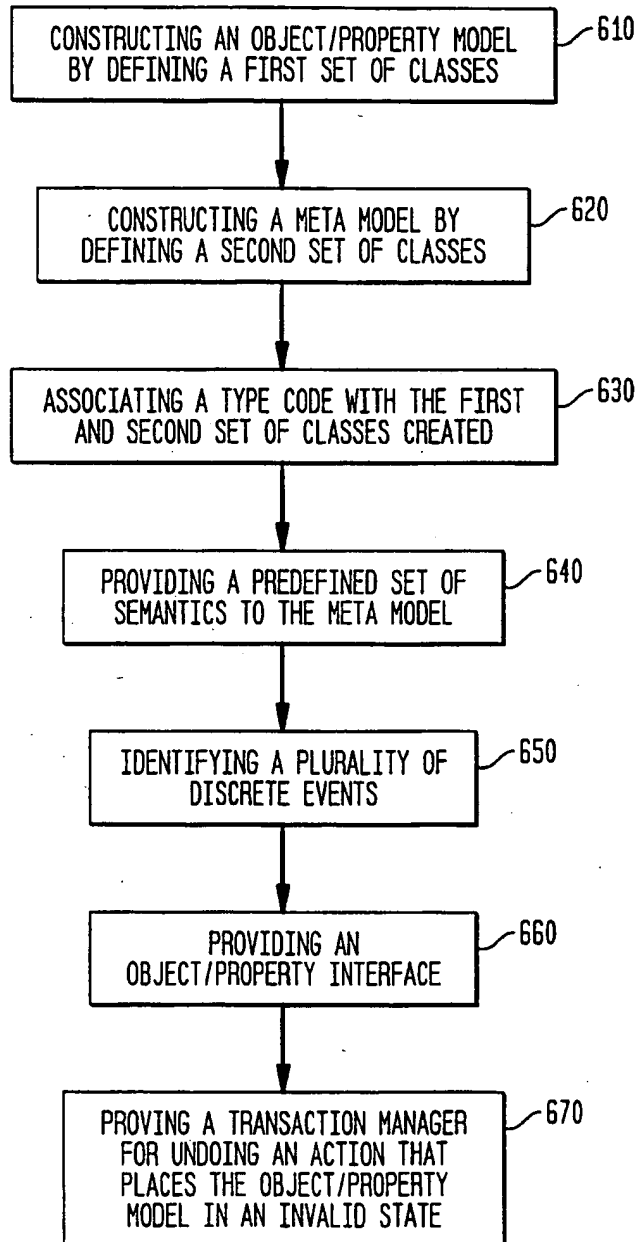 CONSTRUCTING AN OBJECT/PROPERTY MODEL
BY DEFINING A FIRST SET OF CLASSES
610
CONSTRUCTING A META MODEL BY
DEFINING A SECOND SET OF CLASSES
620
ASSOCIATING A TYPE CODE WITH THE FIRST
AND SECOND SET OF CLASSES CREATED
630
PROVIDING A PREDEFINED SET OF
SEMANTICS TO THE META MODEL
640
IDENTIFYING A PLURALITY OF
DISCRETE EVENTS
650
PROVIDING AN
OBJECT/PROPERTY INTERFACE
660
PROVING A TRANSACTION MANAGER
FOR UNDOING AN ACTION THAT
PLACES THE OBJECT/PROPERTY
MODEL IN AN INVALID STATE
670